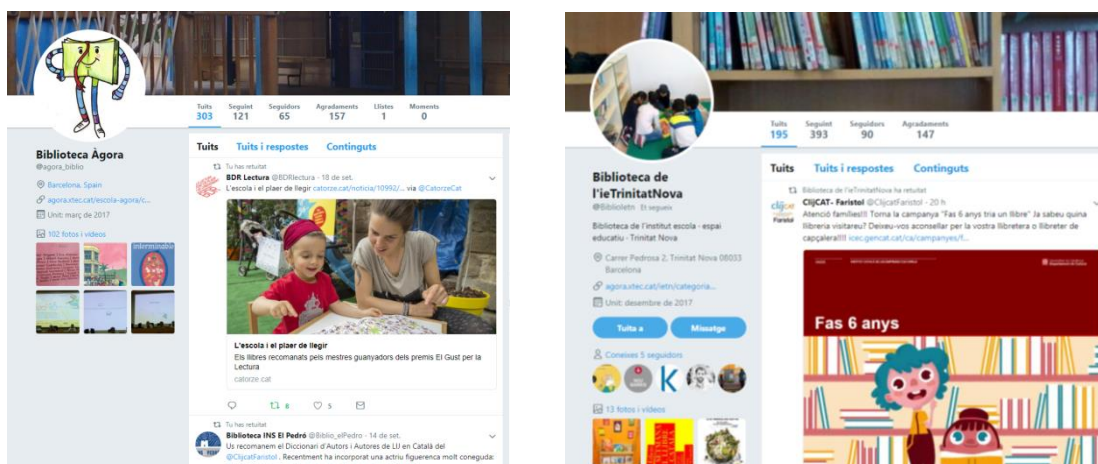 Tuits Seguint Seguidors Agradaments Llistes Moments
303 121 65 157 1 0
Biblioteca Àgora
@agora_biblio
Barcelona, Spain
agora.xtec.cat/escola-agora/c...
Unit: març de 2017
102 fotos i vídeos
interminable
Tuits Tuits i respostes Continguts
Tu has retuitat
BDR Lectura @BDRlectura - 18 de set.
L'escola i el plaer de llegir catorze.cat/noticia/10992/... via @CatorzeCat
L'escola i el plaer de llegir
Els llibres recomanats pels mestres guanyadors dels premis El Gust per la
Lectura
catorze.cat
8 5
Tu has retuitat
Biblioteca INS El Pedró @Biblio_elPedro - 14 de set.
Us recomanem el Diccionari d'Autors i Autores de LIJ en Català del
@ClijcatFaristol . Recentment ha incorporat una actriu figuerenca molt coneguda:
Tuits Seguint Seguidors Agradaments
195 393 90 147
Biblioteca de
l'ieTrinitatNova
@BiblioIetn Et segueix
Biblioteca de l'institut escola - espai
educatiu - Trinitat Nova
Carrer Pedrosa 2, Trinitat Nova 08033
Barcelona
agora.xtec.cat/ietn/categoria...
Unit: desembre de 2017
Tuita a Missatge
Coneixes 5 seguidors
K
13 fotos i vídeos
Tuits Tuits i respostes Continguts
Biblioteca de l'ieTrinitatNova ha retuitat
clijcat
Faristol
ClijCAT- Faristol @ClijcatFaristol - 20 h
Atenció famílies!!! Torna la campanya "Fas 6 anys tria un llibre" Ja sabeu quina
llibreria visitareu? Deixeu-vos aconsellar per la vostra llibretera o llibreter de
capçalera!!!! icec.gencat.cat/ca/campanyes/f...
Fas 6 anys